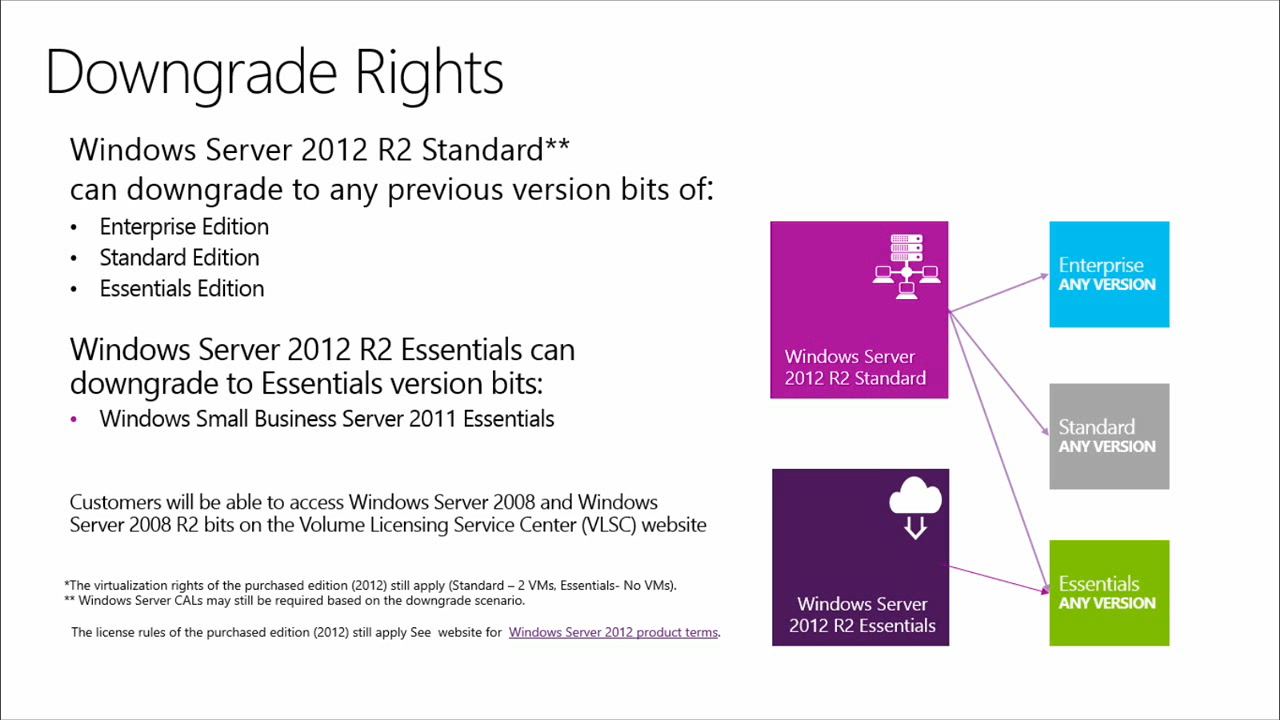 Downgrade Rights
Windows Server 2012 R2 Standard**
can downgrade to any previous version bits of:
• Enterprise Edition
• Standard Edition
• Essentials Edition
Windows Server 2012 R2 Essentials can
downgrade to Essentials version bits:
• Windows Small Business Server 2011 Essentials
Customers will be able to access Windows Server 2008 and Windows
Server 2008 R2 bits on the Volume Licensing Service Center (VLSC) website
*The virtualization rights of the purchased edition (2012) still apply (Standard – 2 VMs, Essentials- No VMs).
** Windows Server CALs may still be required based on the downgrade scenario.
The license rules of the purchased edition (2012) still apply See website for Windows Server 2012 product terms.
Windows Server
2012 R2 Standard
Windows Server
2012 R2 Essentials
Enterprise
ANY VERSION
Standard
ANY VERSION
Essentials
ANY VERSION